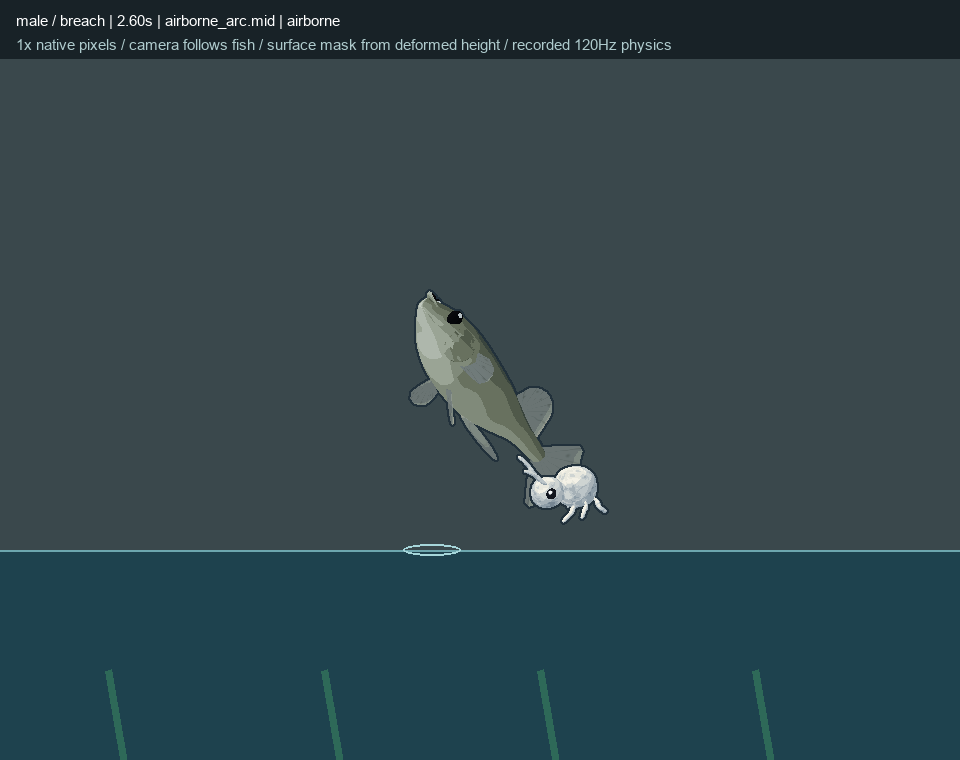 male / breach | 2.60s | airborne_arc.mid | airborne
1x native pixels / camera follows fish / surface mask from deformed height / recorded 120Hz physics